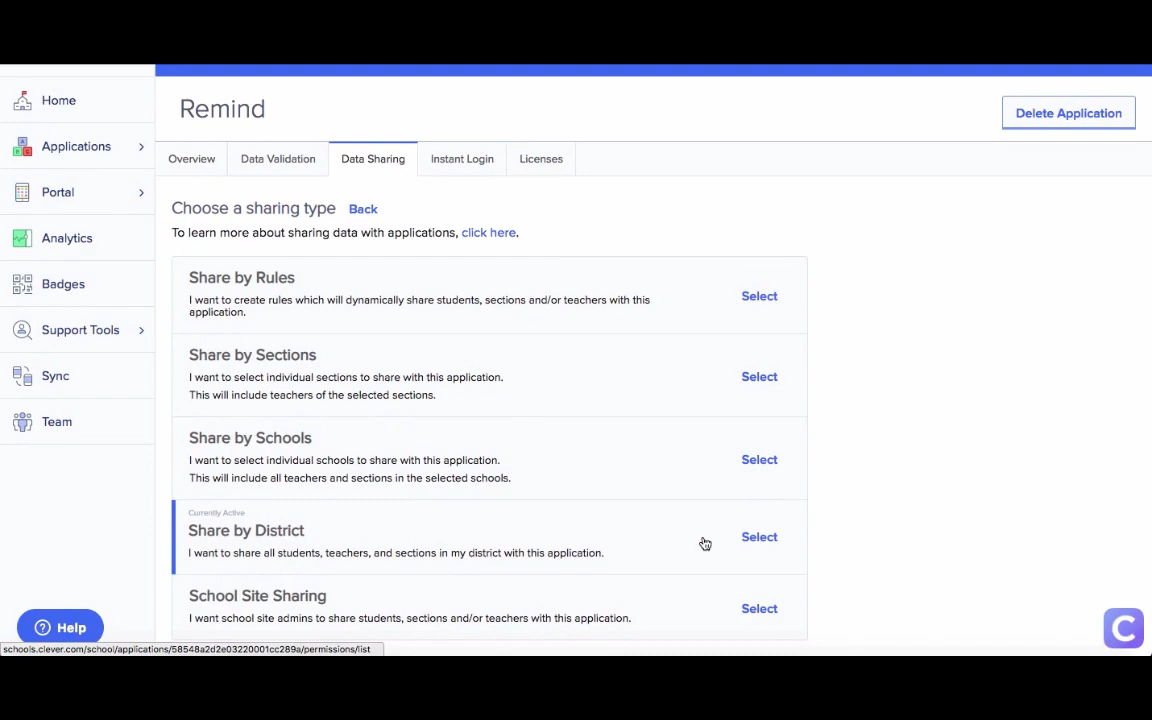 Home
Applications
Portal
Analytics
Badges
Support Tools
Sync
Team
Help
Remind
Delete Application
Overview
Data Validation
Data Sharing
Instant Login
Licenses
Choose a sharing type Back
To learn more about sharing data with applications, click here.
Share by Rules
I want to create rules which will dynamically share students, sections and/or teachers with this
application.
Select
Share by Sections
I want to select individual sections to share with this application.
This will include teachers of the selected sections.
Select
Share by Schools
I want to select individual schools to share with this application.
This will include all teachers and sections in the selected schools.
Select
Currently Active
Share by District
I want to share all students, teachers, and sections in my district with this application.
Select
School Site Sharing
I want school site admins to share students, sections and/or teachers with this application.
Select
C
schools.clever.com/school/applications/58548a2d2e03220001cc289a/permissions/list